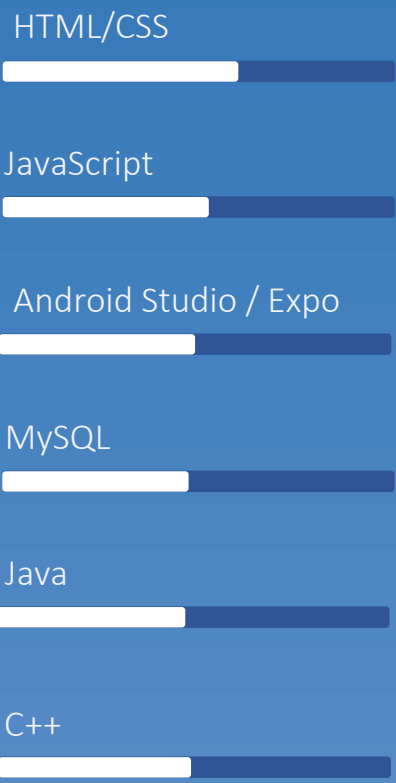 HTML/CSS
JavaScript
Android Studio / Expo
MySQL
Java
C++